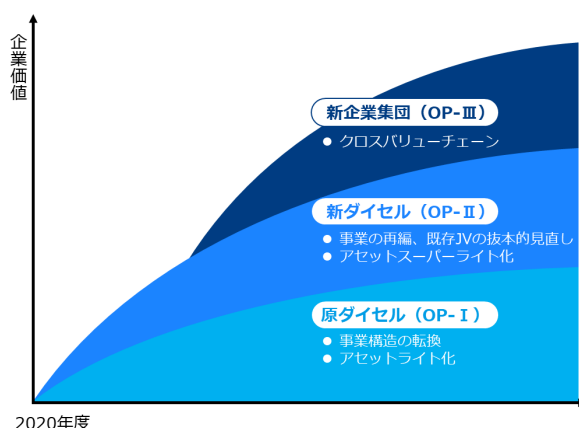 企業価値
新企業集団（OP-Ⅲ）
● クロスバリューチェーン
新ダイセル（OP-Ⅱ）
● 事業の再編、既存JVの抜本的見直し
● アセットスーパーライト化
原ダイセル（OP-Ⅰ）
● 事業構造の転換
● アセットライト化
2020年度